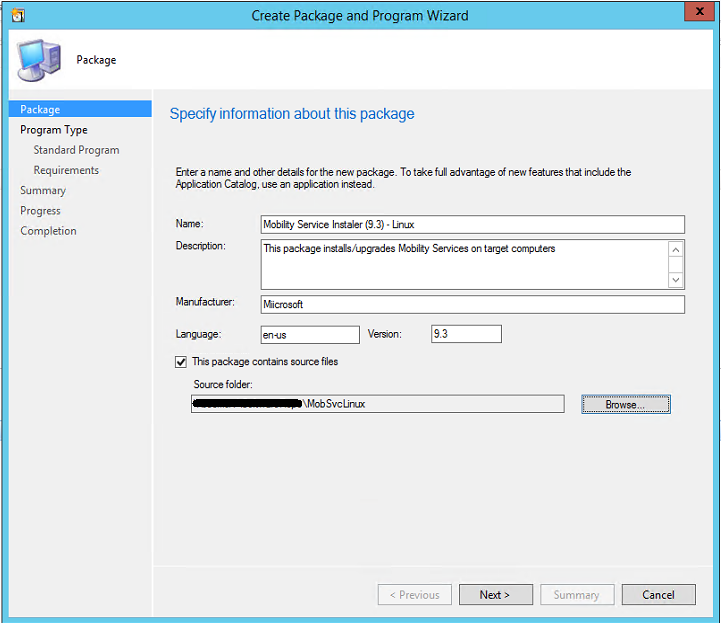 Create Package and Program Wizard
x
Package
Package
Program Type
Standard Program
Requirements
Summary
Progress
Completion
Specify information about this package
Enter a name and other details for the new package. To take full advantage of new features that include the
Application Catalog, use an application instead.
Name: Mobility Service Instaler (9.3) - Linux
Description: This package installs/upgrades Mobility Services on target computers
Manufacturer: Miicrosoft
Language: en-us Version: 9.3
This package contains source files
Source folder:
\MobSvcLinux Browse...
< Previous Next > Summary Cancel